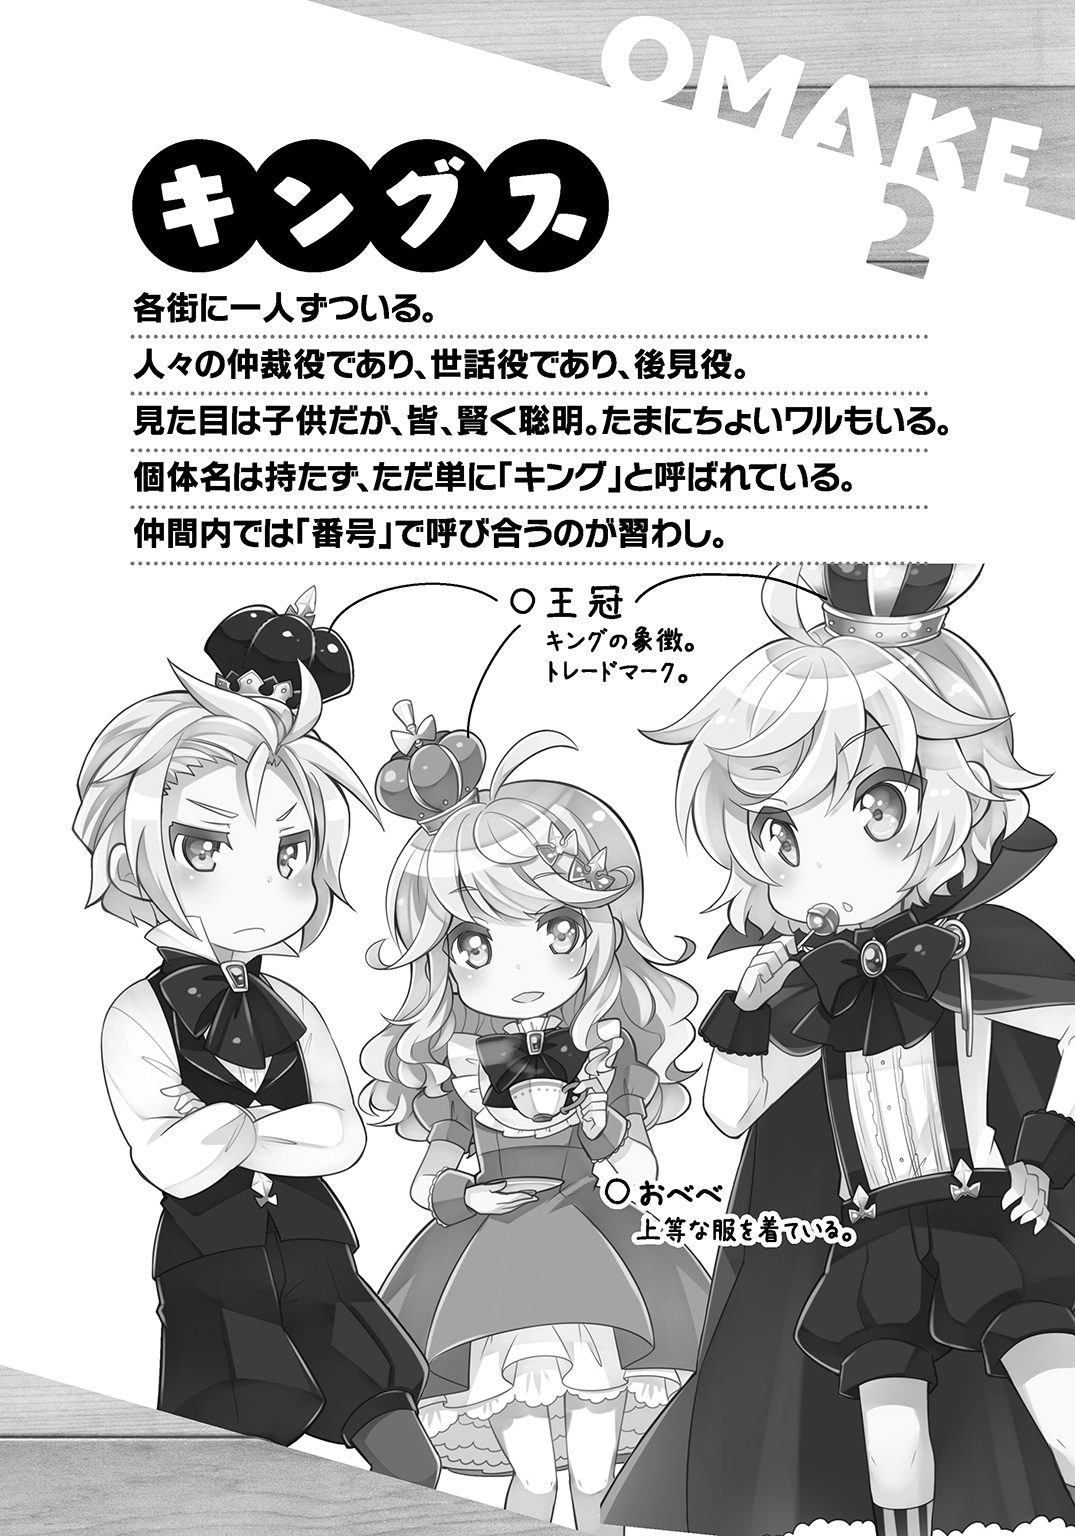 OMAKE
2
キングス
各街に一人ずついる。
人々の仲裁役であり、世話役であり、後見役。
見た目は子供だが、皆、賢く聡明。たまにちょいワルもいる。
個体名は持たず、ただ単に「キング」と呼ばれている。
仲間内では「番号」で呼び合うのが習わし。
○王冠
キングの象徴。
トレードマーク。
○おべべ
上等な服を着ている。